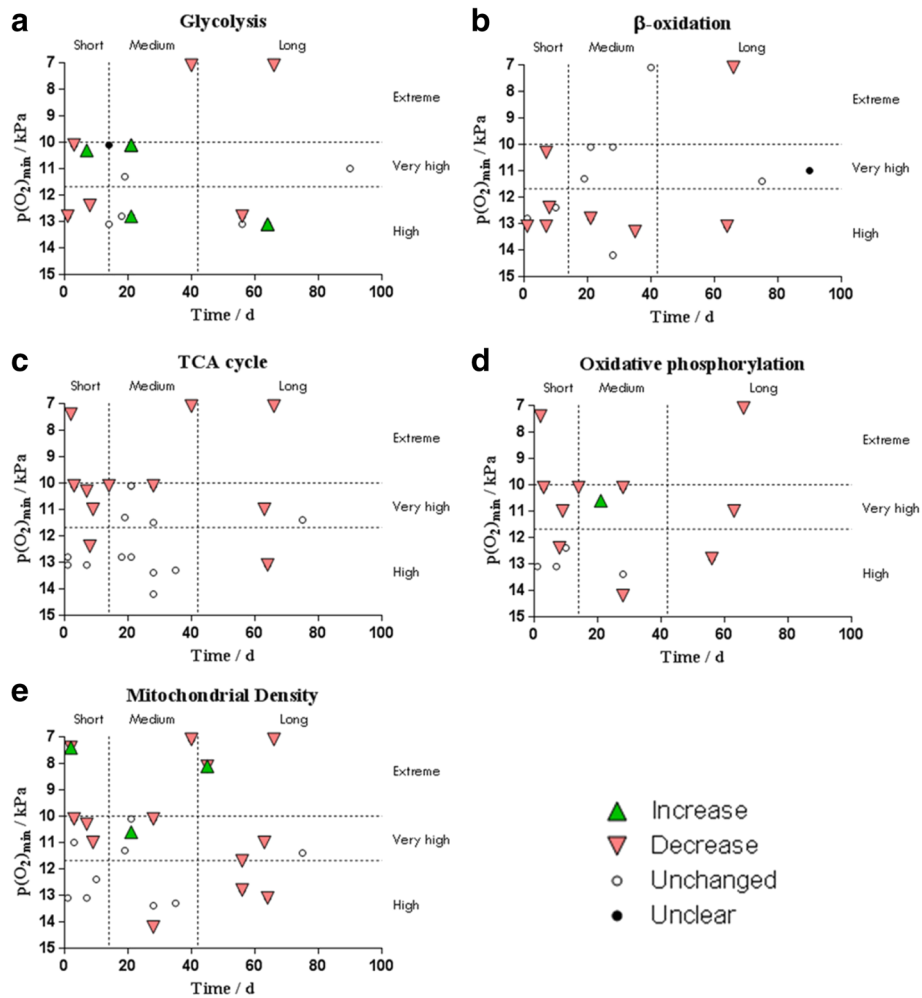 a
Glycolysis
Short Medium Long
7
8
9
10
11
12
13
14
15
p(O2)min / kPa
Extreme
Very high
High
0 20 40 60 80 100
Time / d
b
β-oxidation
Short Medium Long
7
8
9
10
11
12
13
14
15
p(O2)min / kPa
Extreme
Very high
High
0 20 40 60 80 100
Time / d
c
TCA cycle
Short Medium Long
7
8
9
10
11
12
13
14
15
p(O2)min / kPa
Extreme
Very high
High
0 20 40 60 80 100
Time / d
d
Oxidative phosphorylation
Short Medium Long
7
8
9
10
11
12
13
14
15
p(O2)min / kPa
Extreme
Very high
High
0 20 40 60 80 100
Time / d
e
Mitochondrial Density
Short Medium Long
7
8
9
10
11
12
13
14
15
p(O2)min / kPa
Extreme
Very high
High
0 20 40 60 80 100
Time / d
Increase
Decrease
Unchanged
Unclear